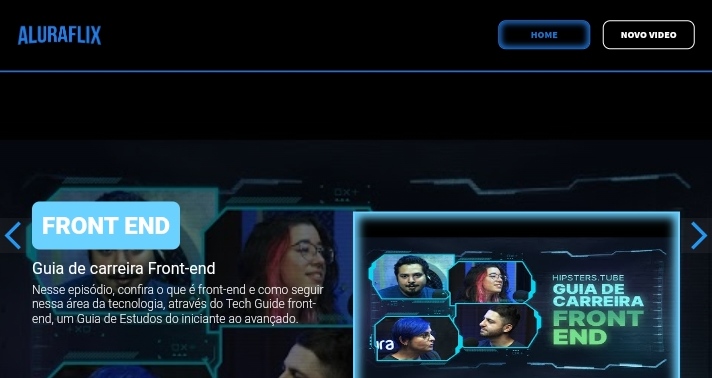 ALURAFLIX
HOME
NOVO VIDEO
FRONT END
Guia de carreira Front-end
Nesse episódio, confira o que é front-end e como seguir
nessa área da tecnologia, através do Tech Guide front-
end, um Guia de Estudos do iniciante ao avançado.
HIPSTERS.TUBE
GUIA DE
CARREIRA
FRONT
END